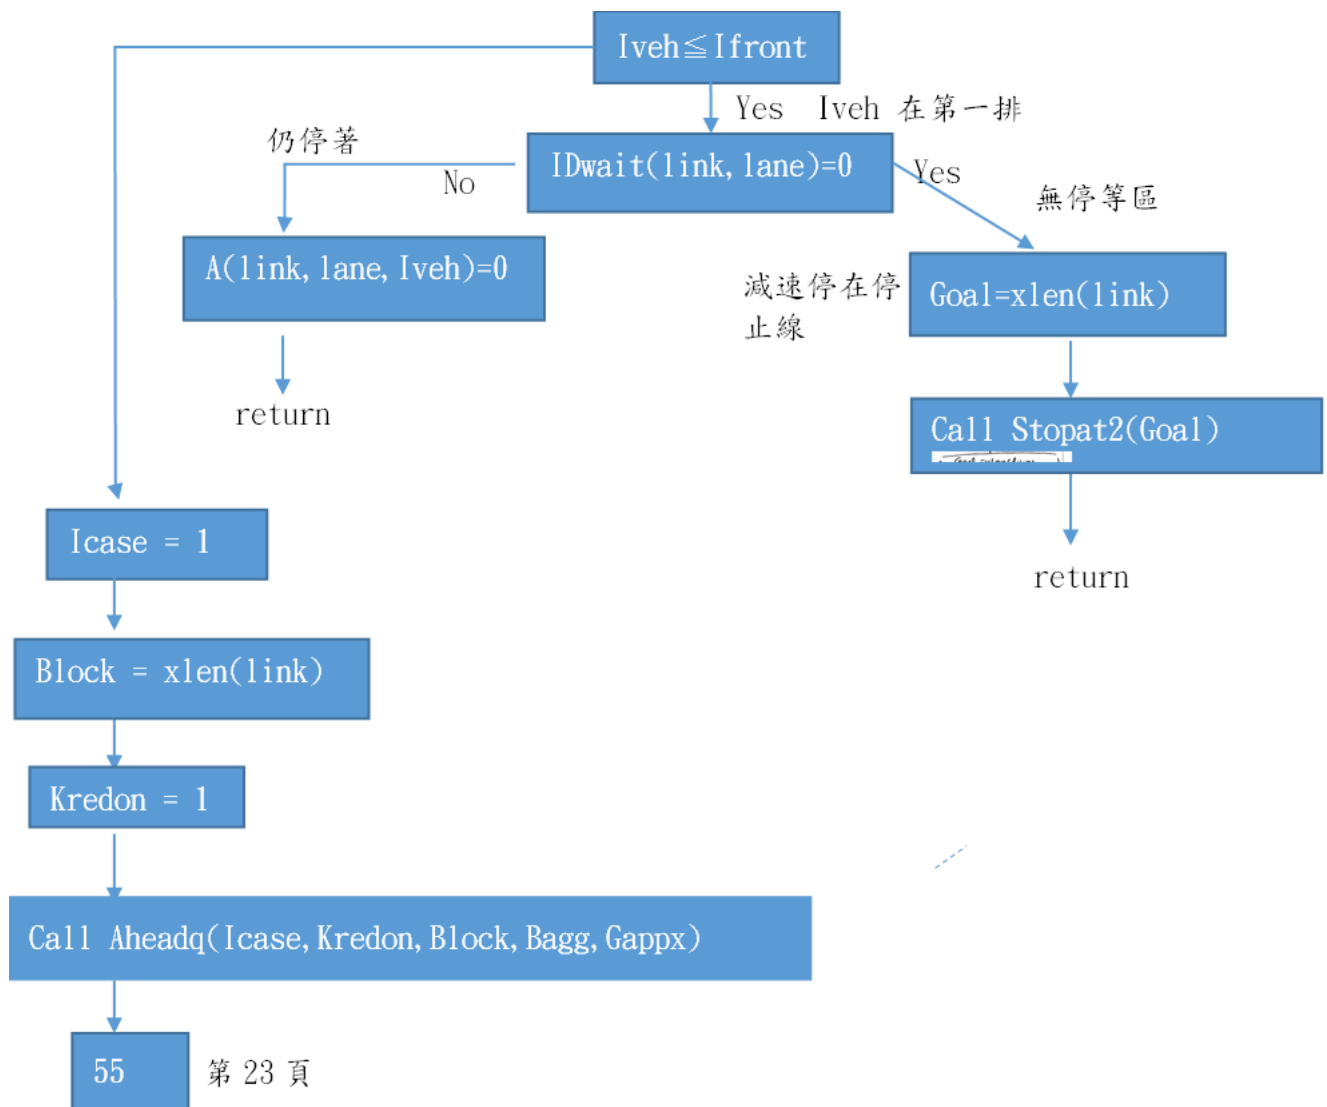 Iveh≦Ifront
Yes Iveh 在第一排
仍停著
No
IDwait(link,lane)=0
Yes
無停等區
A(link,lane,Iveh)=0
減速停在停
止線
Goal=xlen(link)
return
Call Stopat2(Goal)
return
Icase = 1
Block = xlen(link)
Kredon = 1
Call Aheadq(Icase,Kredon,Block,Bagg,Gappx)
55
第 23 頁